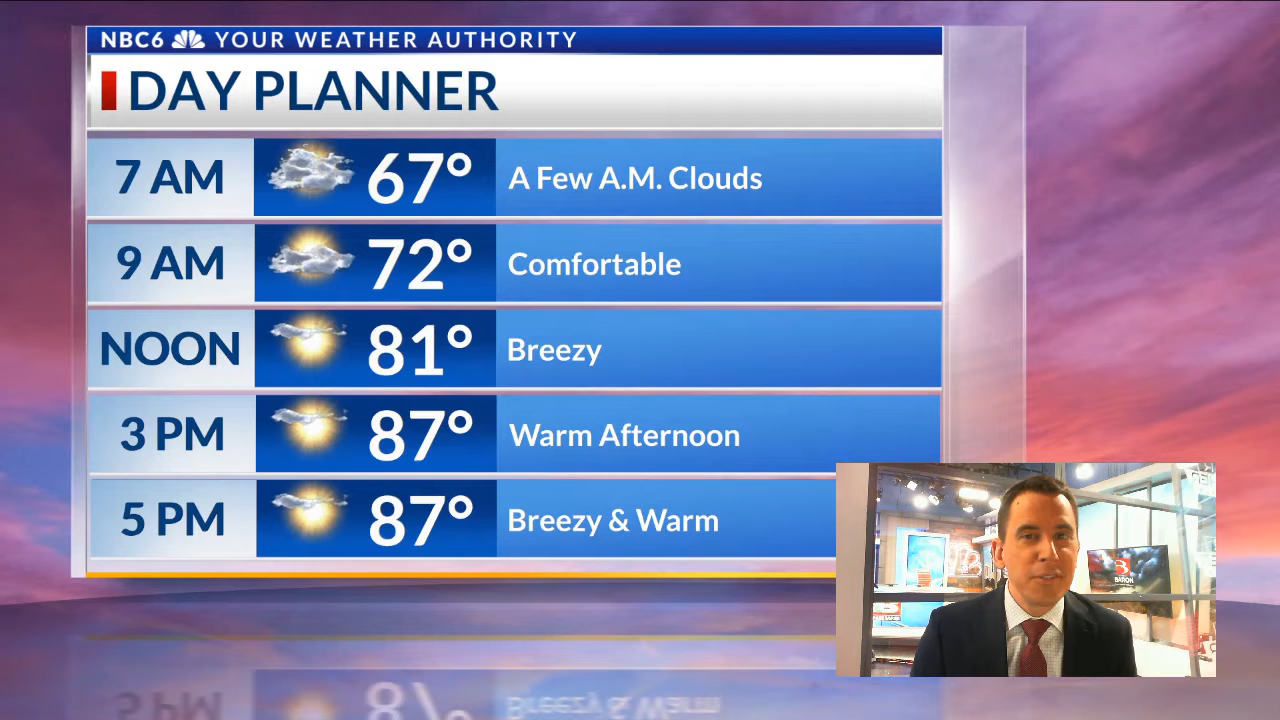 NBC6 YOUR WEATHER AUTHORITY
DAY PLANNER
7 AM 67° A Few A.M. Clouds
9 AM 72° Comfortable
NOON 81° Breezy
3 PM 87° Warm Afternoon
5 PM 87° Breezy & Warm
BARON